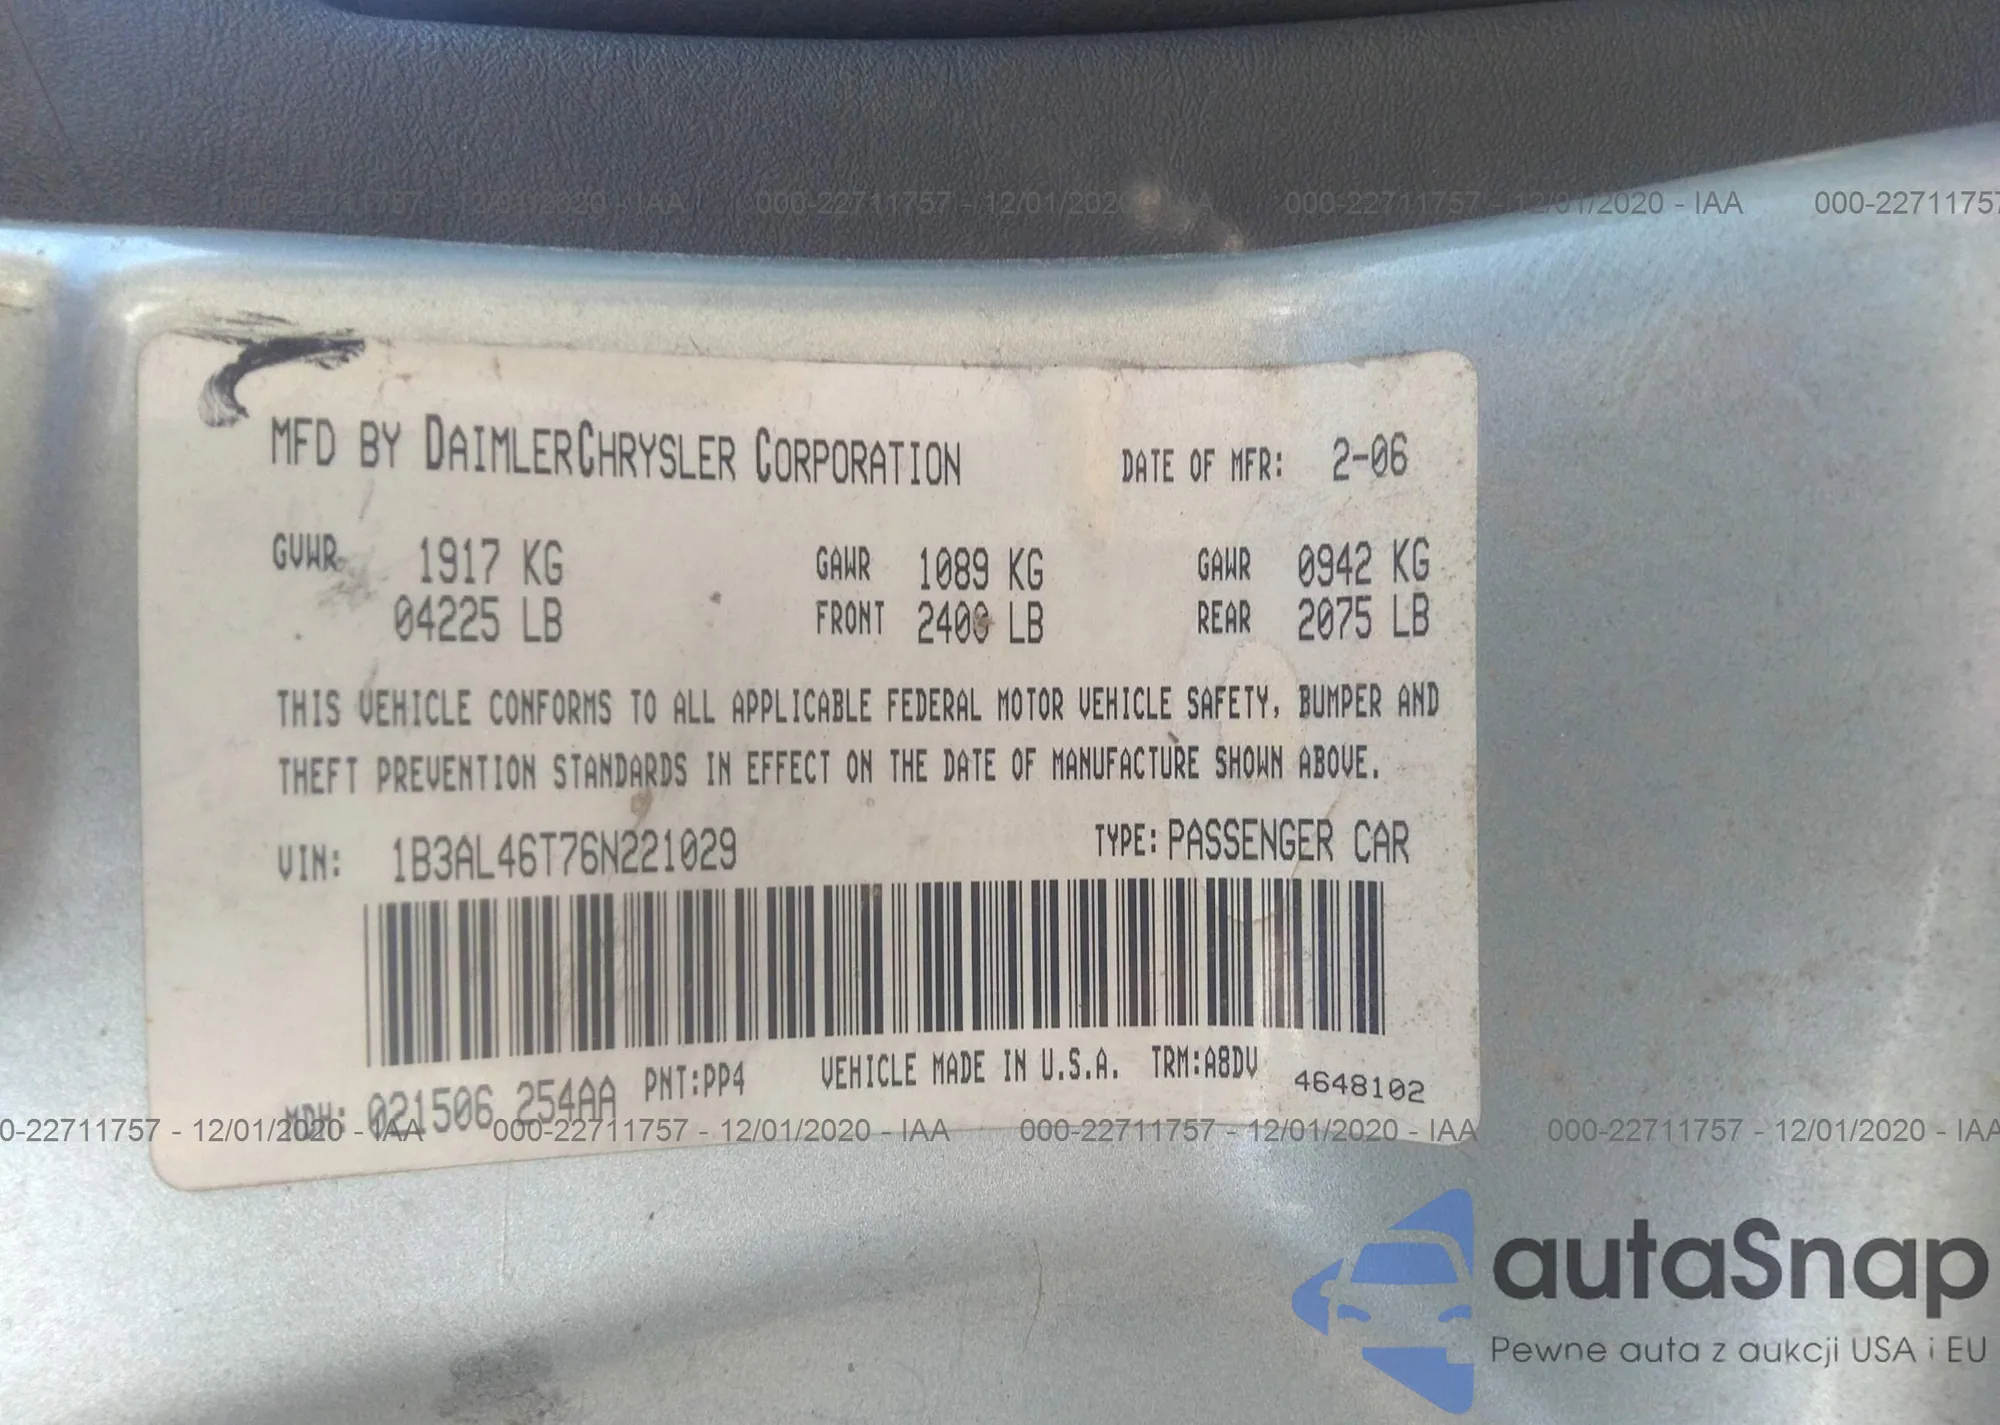 000-22711757 - 12/01/2020 - IAA 000-22711757 - 12/01/2020 - IAA 000-22711757 - 12/01/2020 - IAA 000-22711757
MFD BY DAIMLERCHRYSLER CORPORATION DATE OF MFR: 2-06
GVWR 1917 KG GAWR 1089 KG GAWR 0942 KG
04225 LB FRONT 2400 LB REAR 2075 LB
THIS VEHICLE CONFORMS TO ALL APPLICABLE FEDERAL MOTOR VEHICLE SAFETY, BUMPER AND
THEFT PREVENTION STANDARDS IN EFFECT ON THE DATE OF MANUFACTURE SHOWN ABOVE.
VIN: 1B3AL46T76N221029 TYPE: PASSENGER CAR
MDH: 021506 254AA PNT:PP4 VEHICLE MADE IN U.S.A. TRM:A8DV 4648102
0-22711757 - 12/01/2020 - IAA 000-22711757 - 12/01/2020 - IAA 000-22711757 - 12/01/2020 - IAA 000-22711757 - 12/01/2020 - IAA
autaSnap
Pewne auta z aukcji USA i EU